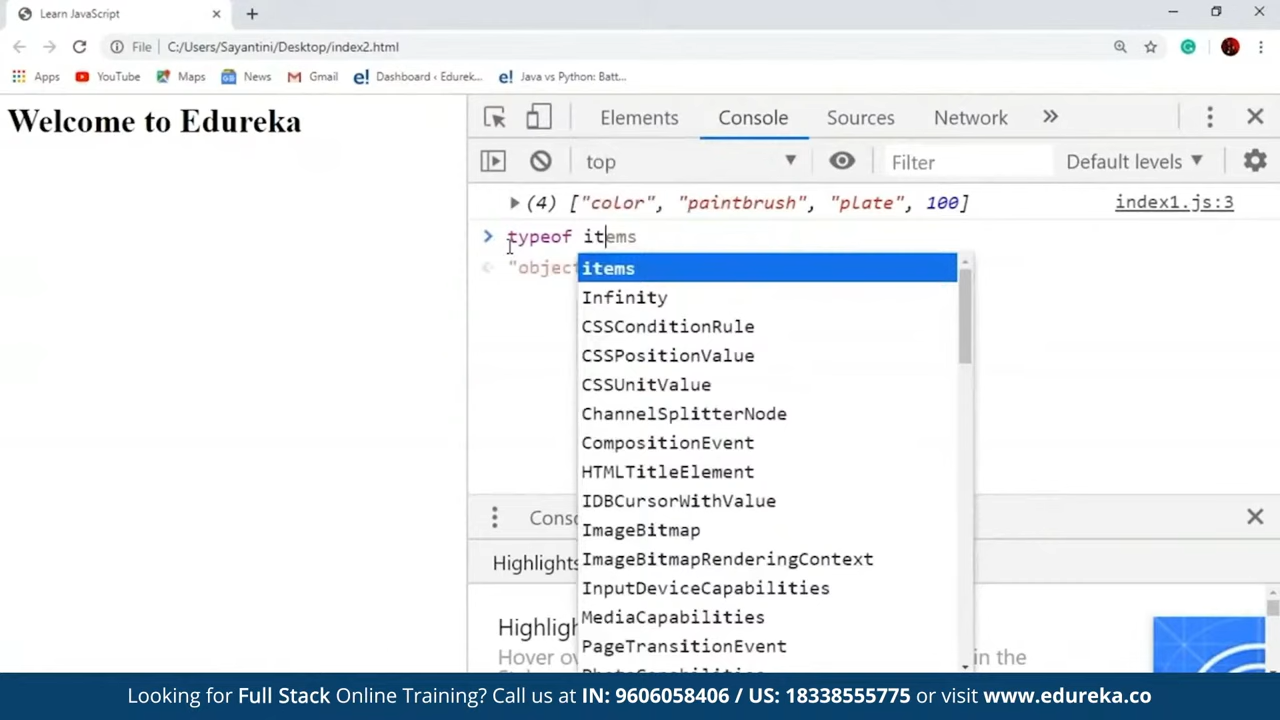 Learn JavaScript
File C:/Users/Sayantini/Desktop/index2.html
Apps YouTube Maps News Gmail Dashboard ‹ Edurek... Java vs Python: Batt...
Welcome to Edureka
Elements Console Sources Network
top Filter Default levels
(4) ["color", "paintbrush", "plate", 100] index1.js:3
typeof items
"object
items
Infinity
CSSConditionRule
CSSPositionValue
CSSUnitValue
ChannelSplitterNode
CompositionEvent
HTMLTitleElement
IDBCursorWithValue
ImageBitmap
Conso
ImageBitmapRenderingContext
Highlights
InputDeviceCapabilities
MediaCapabilities
Highligh
PageTransitionEvent
Hover ov in the
Looking for Full Stack Online Training? Call us at IN: 9606058406 / US: 18338555775 or visit www.edureka.co